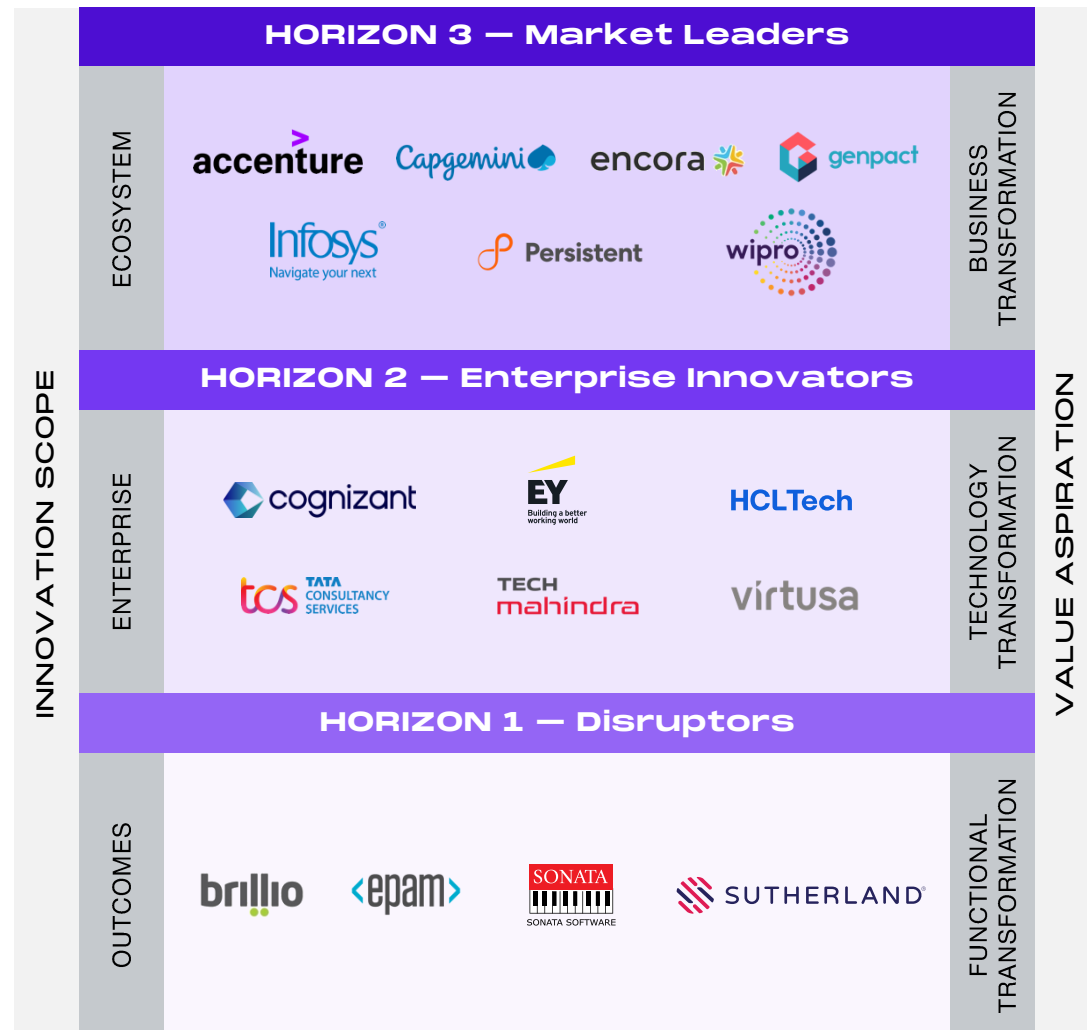 HORIZON 3 — Market Leaders
INNOVATION SCOPE
VALUE ASPIRATION
ECOSYSTEM
BUSINESS
TRANSFORMATION
>
accenture
Capgemini
encora
genpact
Infosys®
Navigate your next
Persistent
wipro
HORIZON 2 — Enterprise Innovators
ENTERPRISE
TECHNOLOGY
TRANSFORMATION
cognizant
EY
Building a better
working world
HCLTech
tcs
TATA
CONSULTANCY
SERVICES
TECH
mahindra
vírtusa
HORIZON 1 — Disruptors
OUTCOMES
FUNCTIONAL
TRANSFORMATION
brillio
<epam>
SONATA
SONATA SOFTWARE
SUTHERLAND®